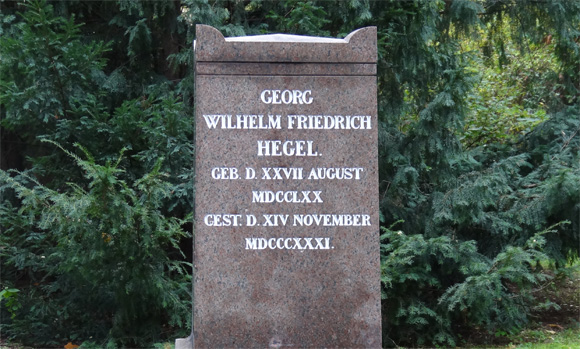 GEORG
WILHELM FRIEDRICH
HEGEL.
GEB. D. XXVII AUGUST
MDCCLXX
GEST. D. XIV NOVEMBER
MDCCCXXXI.